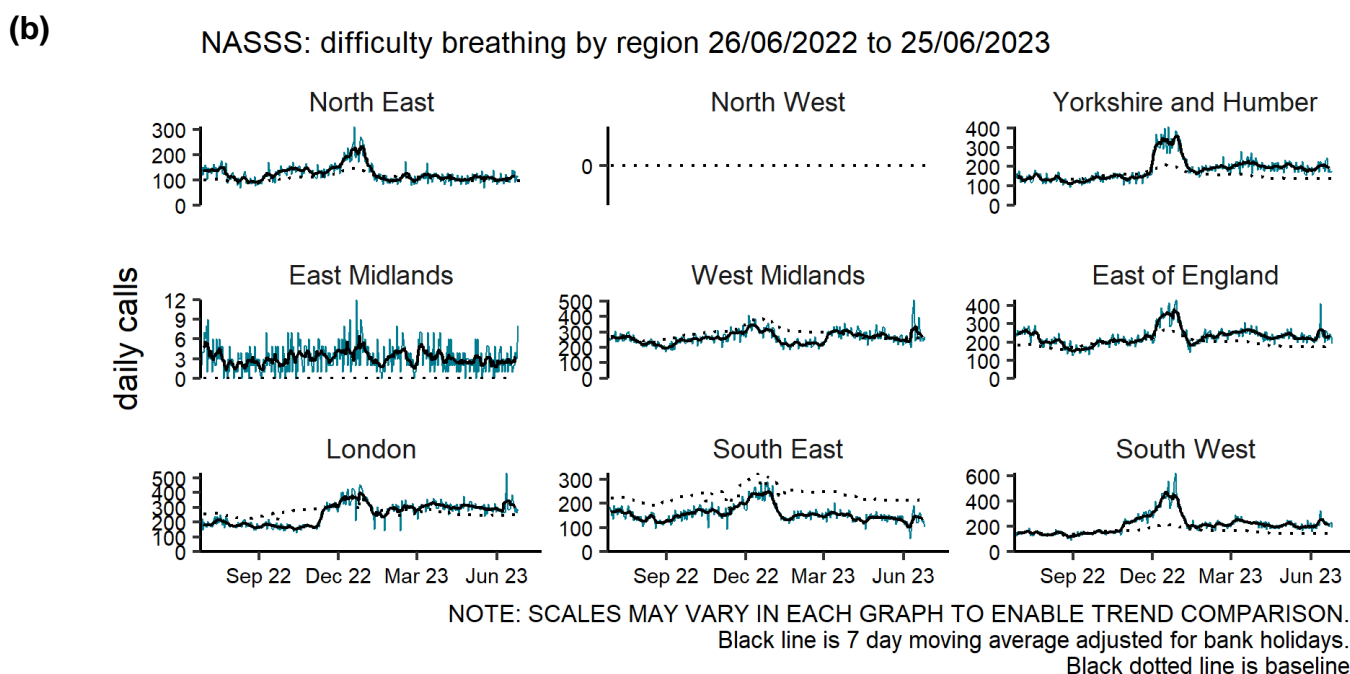 (b)
NASSS: difficulty breathing by region 26/06/2022 to 25/06/2023
North East
North West
Yorkshire and Humber
300
200
100
0
0
400
300
200
100
0
East Midlands
West Midlands
East of England
daily calls
12
9
6
3
0
500
400
300
200
100
0
400
300
200
100
0
London
South East
South West
500
400
300
200
100
0
300
200
100
0
600
400
200
0
Sep 22 Dec 22 Mar 23 Jun 23
Sep 22 Dec 22 Mar 23 Jun 23
Sep 22 Dec 22 Mar 23 Jun 23
NOTE: SCALES MAY VARY IN EACH GRAPH TO ENABLE TREND COMPARISON.
Black line is 7 day moving average adjusted for bank holidays.
Black dotted line is baseline